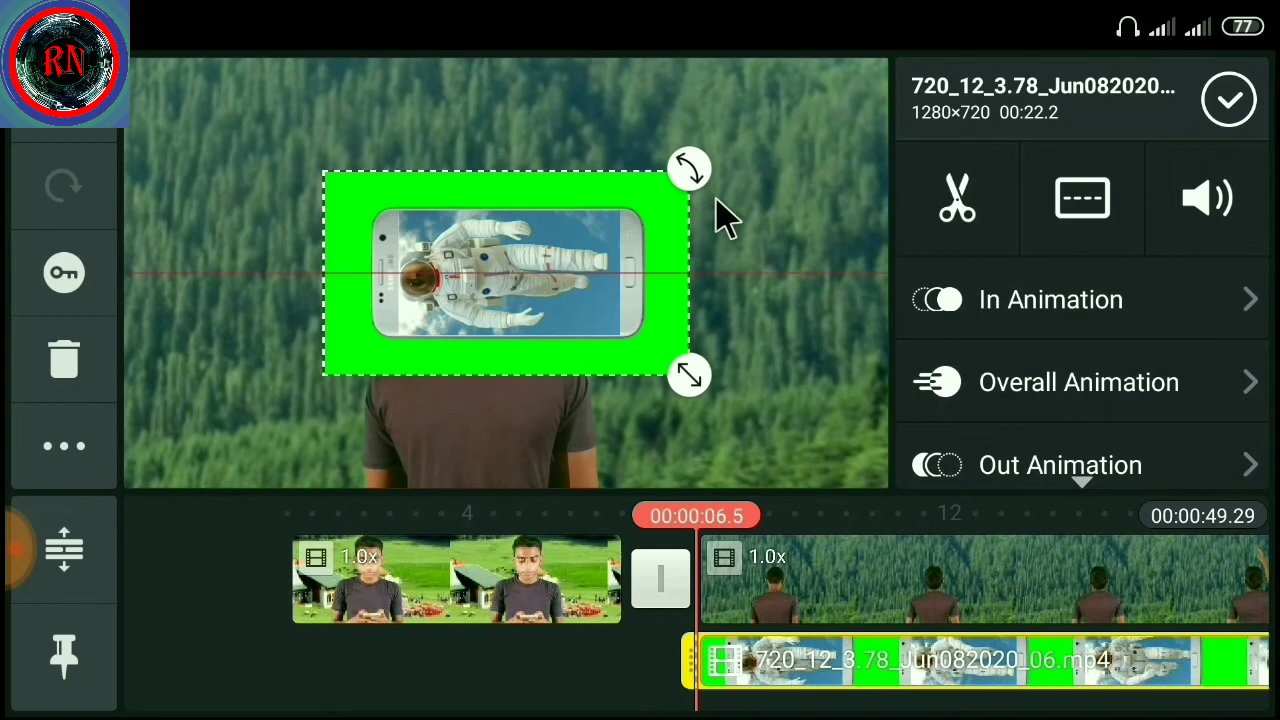 RN
77
720_12_3.78_Jun082020...
1280×720 00:22.2
In Animation
Overall Animation
Out Animation
4
00:00:06.5
12
00:00:49.29
1.0x
1.0x
720_12_3.78_Jun082020_06.mp4